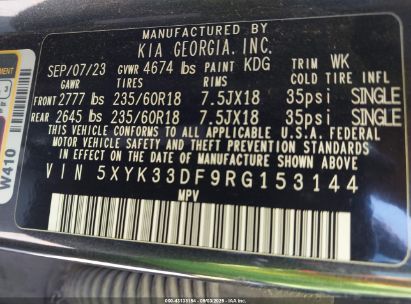 MANUFACTURED BY
KIA GEORGIA, INC.
SEP/07/23 GVWR 4674 lbs PAINT KDG TRIM WK
GAWR TIRES RIMS COLD TIRE INFL
FRONT 2777 lbs 235/60R18 7.5JX18 35psi SINGLE
REAR 2645 lbs 235/60R18 7.5JX18 35psi SINGLE
THIS VEHICLE CONFORMS TO ALL APPLICABLE U.S.A. FEDERAL
MOTOR VEHICLE SAFETY AND THEFT PREVENTION STANDARDS
IN EFFECT ON THE DATE OF MANUFACTURE SHOWN ABOVE
VIN 5XYK33DF9RG153144
MPV
W410